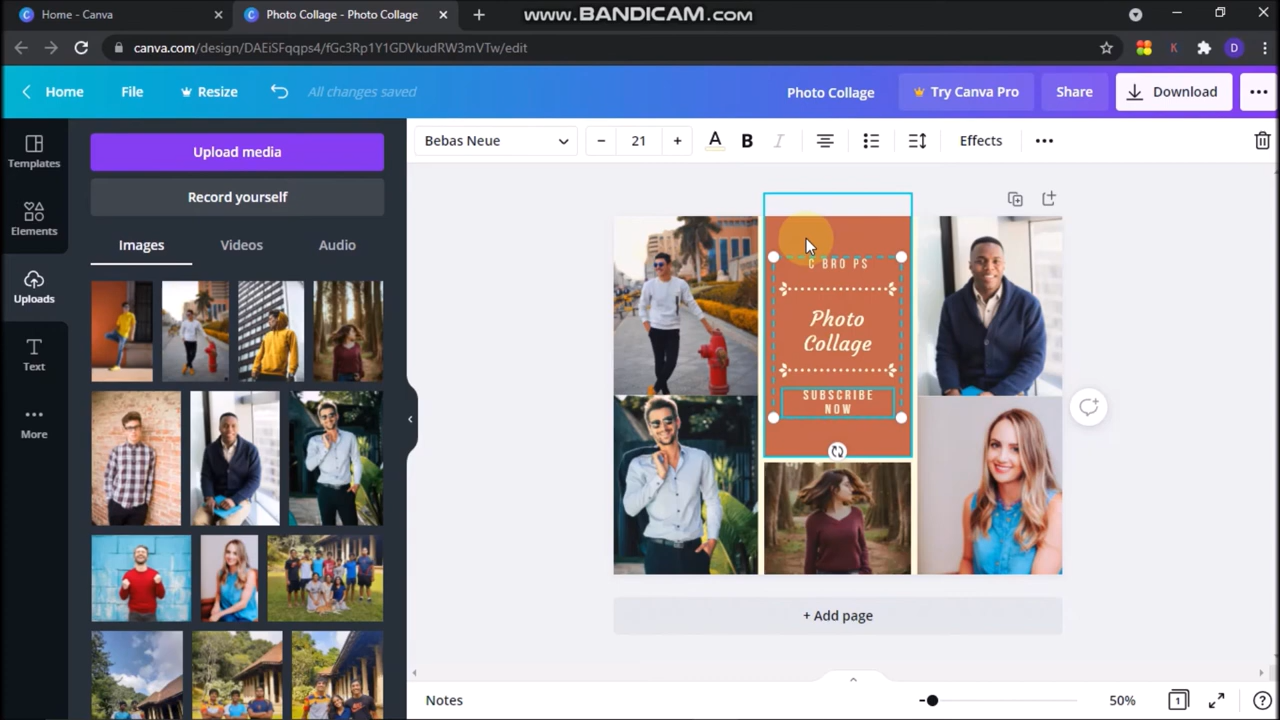 Home - Canva
Photo Collage - Photo Collage
WWW.BANDICAM.COM
canva.com/design/DAEiSFqqps4/fGc3Rp1Y1GDVkudRW3mVTw/edit
K
D
Home
File
Resize
All changes saved
Photo Collage
Try Canva Pro
Share
Download
Templates
Elements
Uploads
Text
More
Upload media
Record yourself
Images
Videos
Audio
Bebas Neue
21
A
B
I
Effects
C BRO PS
Photo
Collage
SUBSCRIBE
NOW
+ Add page
Notes
50%
1
?